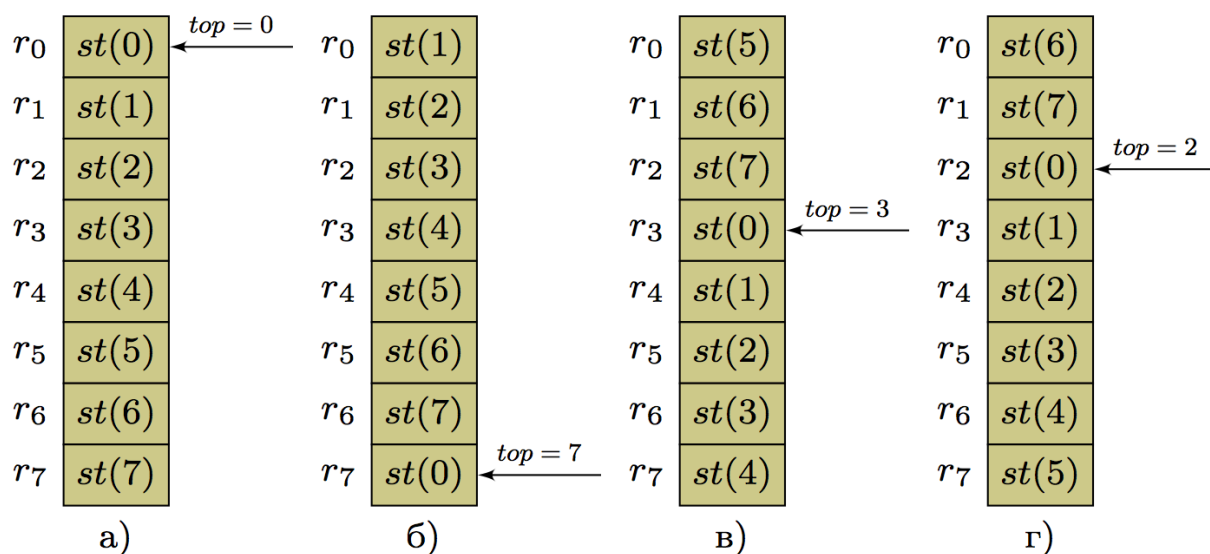 r0 st(0) top = 0 r0 st(1) r0 st(5) r0 st(6)
r1 st(1) r1 st(2) r1 st(6) r1 st(7)
r2 st(2) r2 st(3) r2 st(7) r2 st(0) top = 2
r3 st(3) r3 st(4) r3 st(0) top = 3 r3 st(1)
r4 st(4) r4 st(5) r4 st(1) r4 st(2)
r5 st(5) r5 st(6) r5 st(2) r5 st(3)
r6 st(6) r6 st(7) r6 st(3) r6 st(4)
r7 st(7) r7 st(0) top = 7 r7 st(4) r7 st(5)
а) б) в) г)